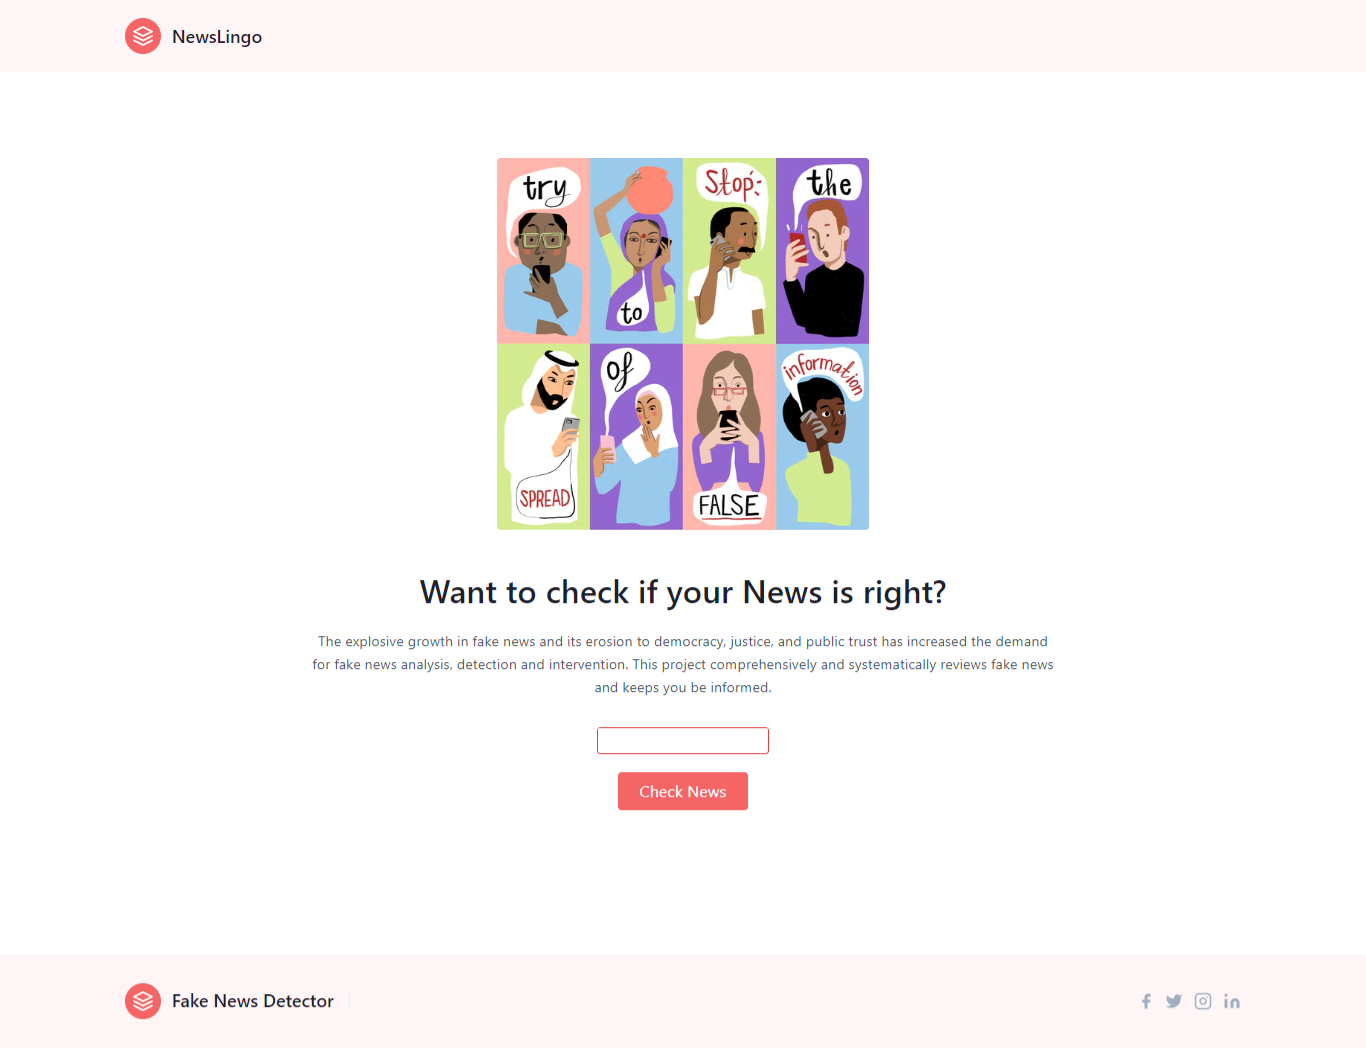 NewsLingo
try
to
Stop
the
SPREAD
of
FALSE
information
Want to check if your News is right?
The explosive growth in fake news and its erosion to democracy, justice, and public trust has increased the demand
for fake news analysis, detection and intervention. This project comprehensively and systematically reviews fake news
and keeps you be informed.
Check News
Fake News Detector